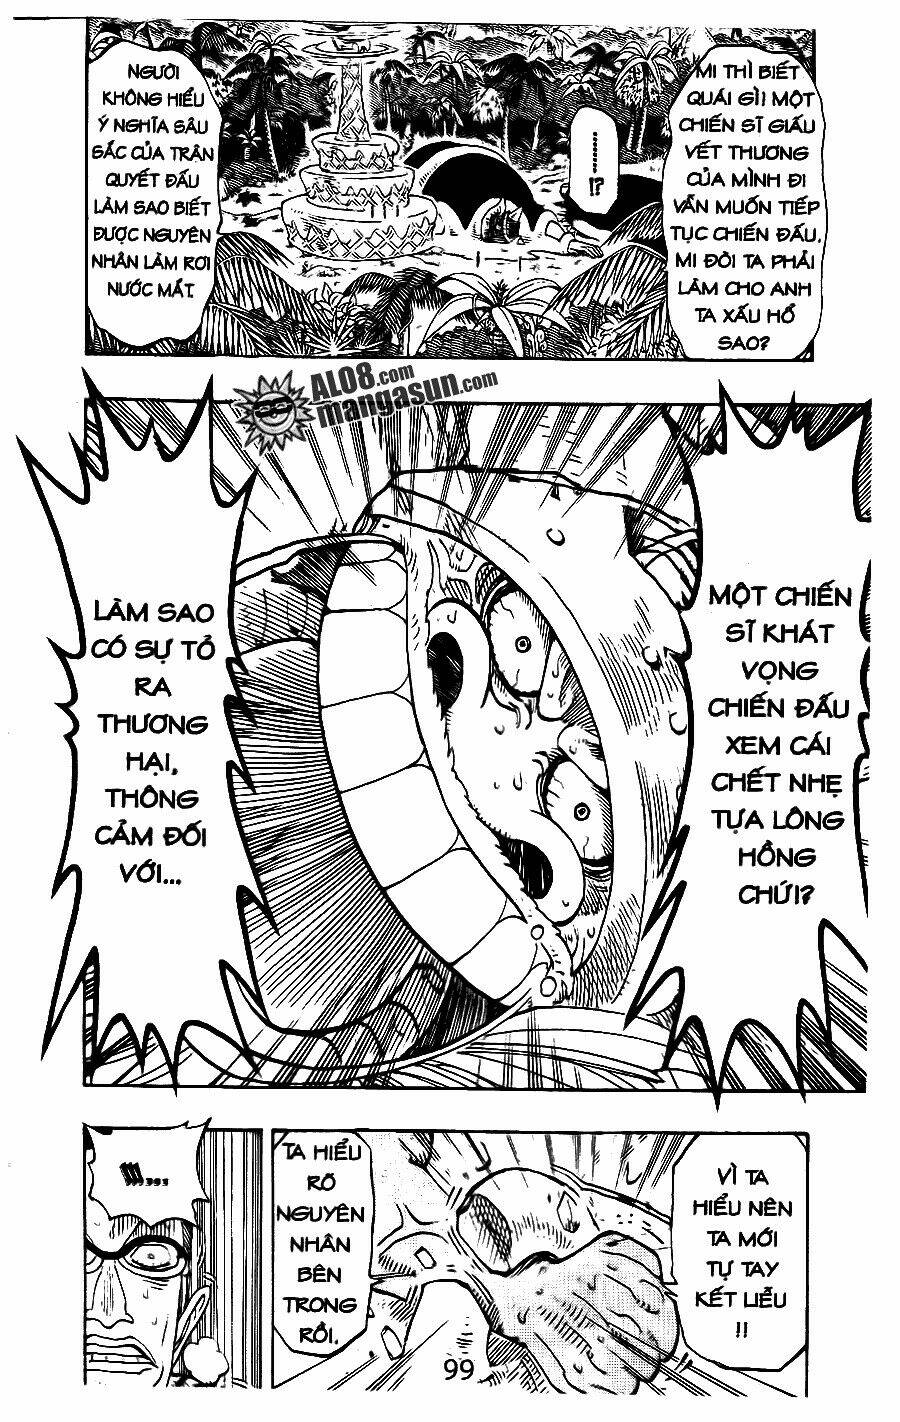 MI THÌ BIẾT
QUÁI GÌ! MỘT
CHIẾN SĨ GIẤU
VẾT THƯƠNG
CỦA MÌNH ĐI
VẪN MUỐN TIẾP
TỤC CHIẾN ĐẤU.
MI ĐÒI TA PHẢI
LÀM CHO ANH
TA XẤU HỔ
SAO?
.........!?
NGƯỜI
KHÔNG HIỂU
Ý NGHĨA SÂU
SẮC CỦA TRẬN
QUYẾT ĐẤU
LÀM SAO BIẾT
ĐƯỢC NGUYÊN
NHÂN LÀM RƠI
NƯỚC MẮT.
ALO8.com
mangasun.com
MỘT CHIẾN
SĨ KHÁT
VỌNG
CHIẾN ĐẤU
XEM CÁI
CHẾT NHẸ
TỰA LÔNG
HỒNG
CHỨI?
LÀM SAO
CÓ SỰ TỎ
RA
THƯƠNG
HẠI,
THÔNG
CẢM ĐỐI
VỚI...
VÌ TA
HIỂU NÊN
TA MỚI
TỰ TAY
KẾT LIỄU
!!
TA HIỂU
RÕ
NGUYÊN
NHÂN
BÊN
TRONG
RỒI.
!!!...
99